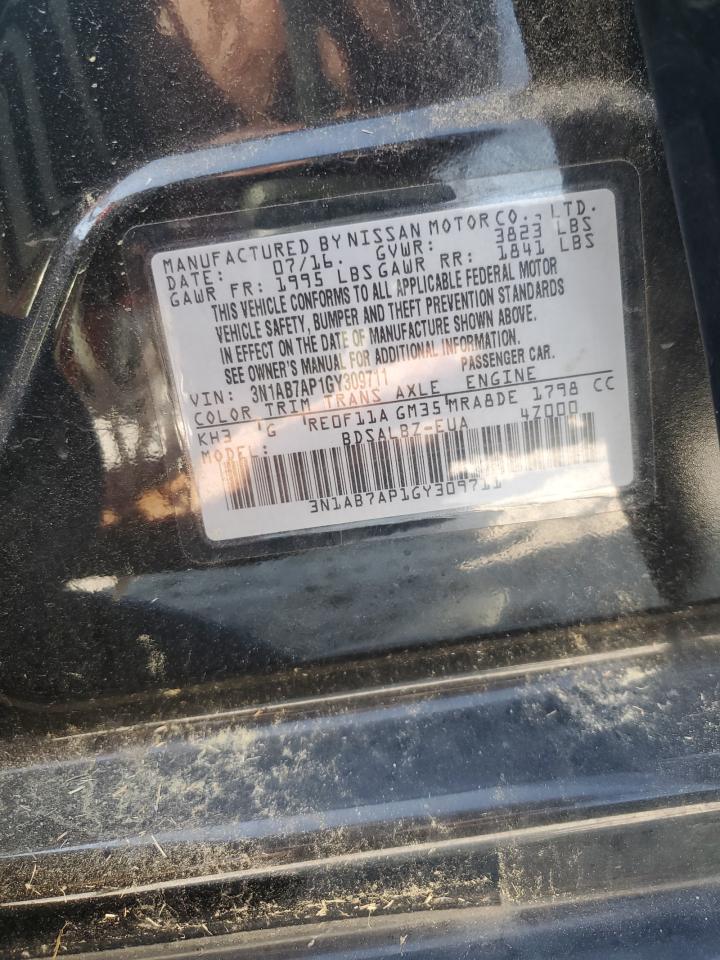 MANUFACTURED BY NISSAN MOTOR CO., LTD.
DATE: 07/16. GVWR: 3823 LBS
GAWR FR: 1995 LBS GAWR RR: 1841 LBS
THIS VEHICLE CONFORMS TO ALL APPLICABLE FEDERAL MOTOR
VEHICLE SAFETY, BUMPER AND THEFT PREVENTION STANDARDS
IN EFFECT ON THE DATE OF MANUFACTURE SHOWN ABOVE.
SEE OWNER'S MANUAL FOR ADDITIONAL INFORMATION.
VIN: 3N1AB7AP1GY309711 PASSENGER CAR.
COLOR TRIM TRANS AXLE ENGINE
KH3 'G 'RE0F11A GM35'MRA8DE 1798 CC
MODEL: BDSALBZ-EUA 4Z000
3N1AB7AP1GY309711